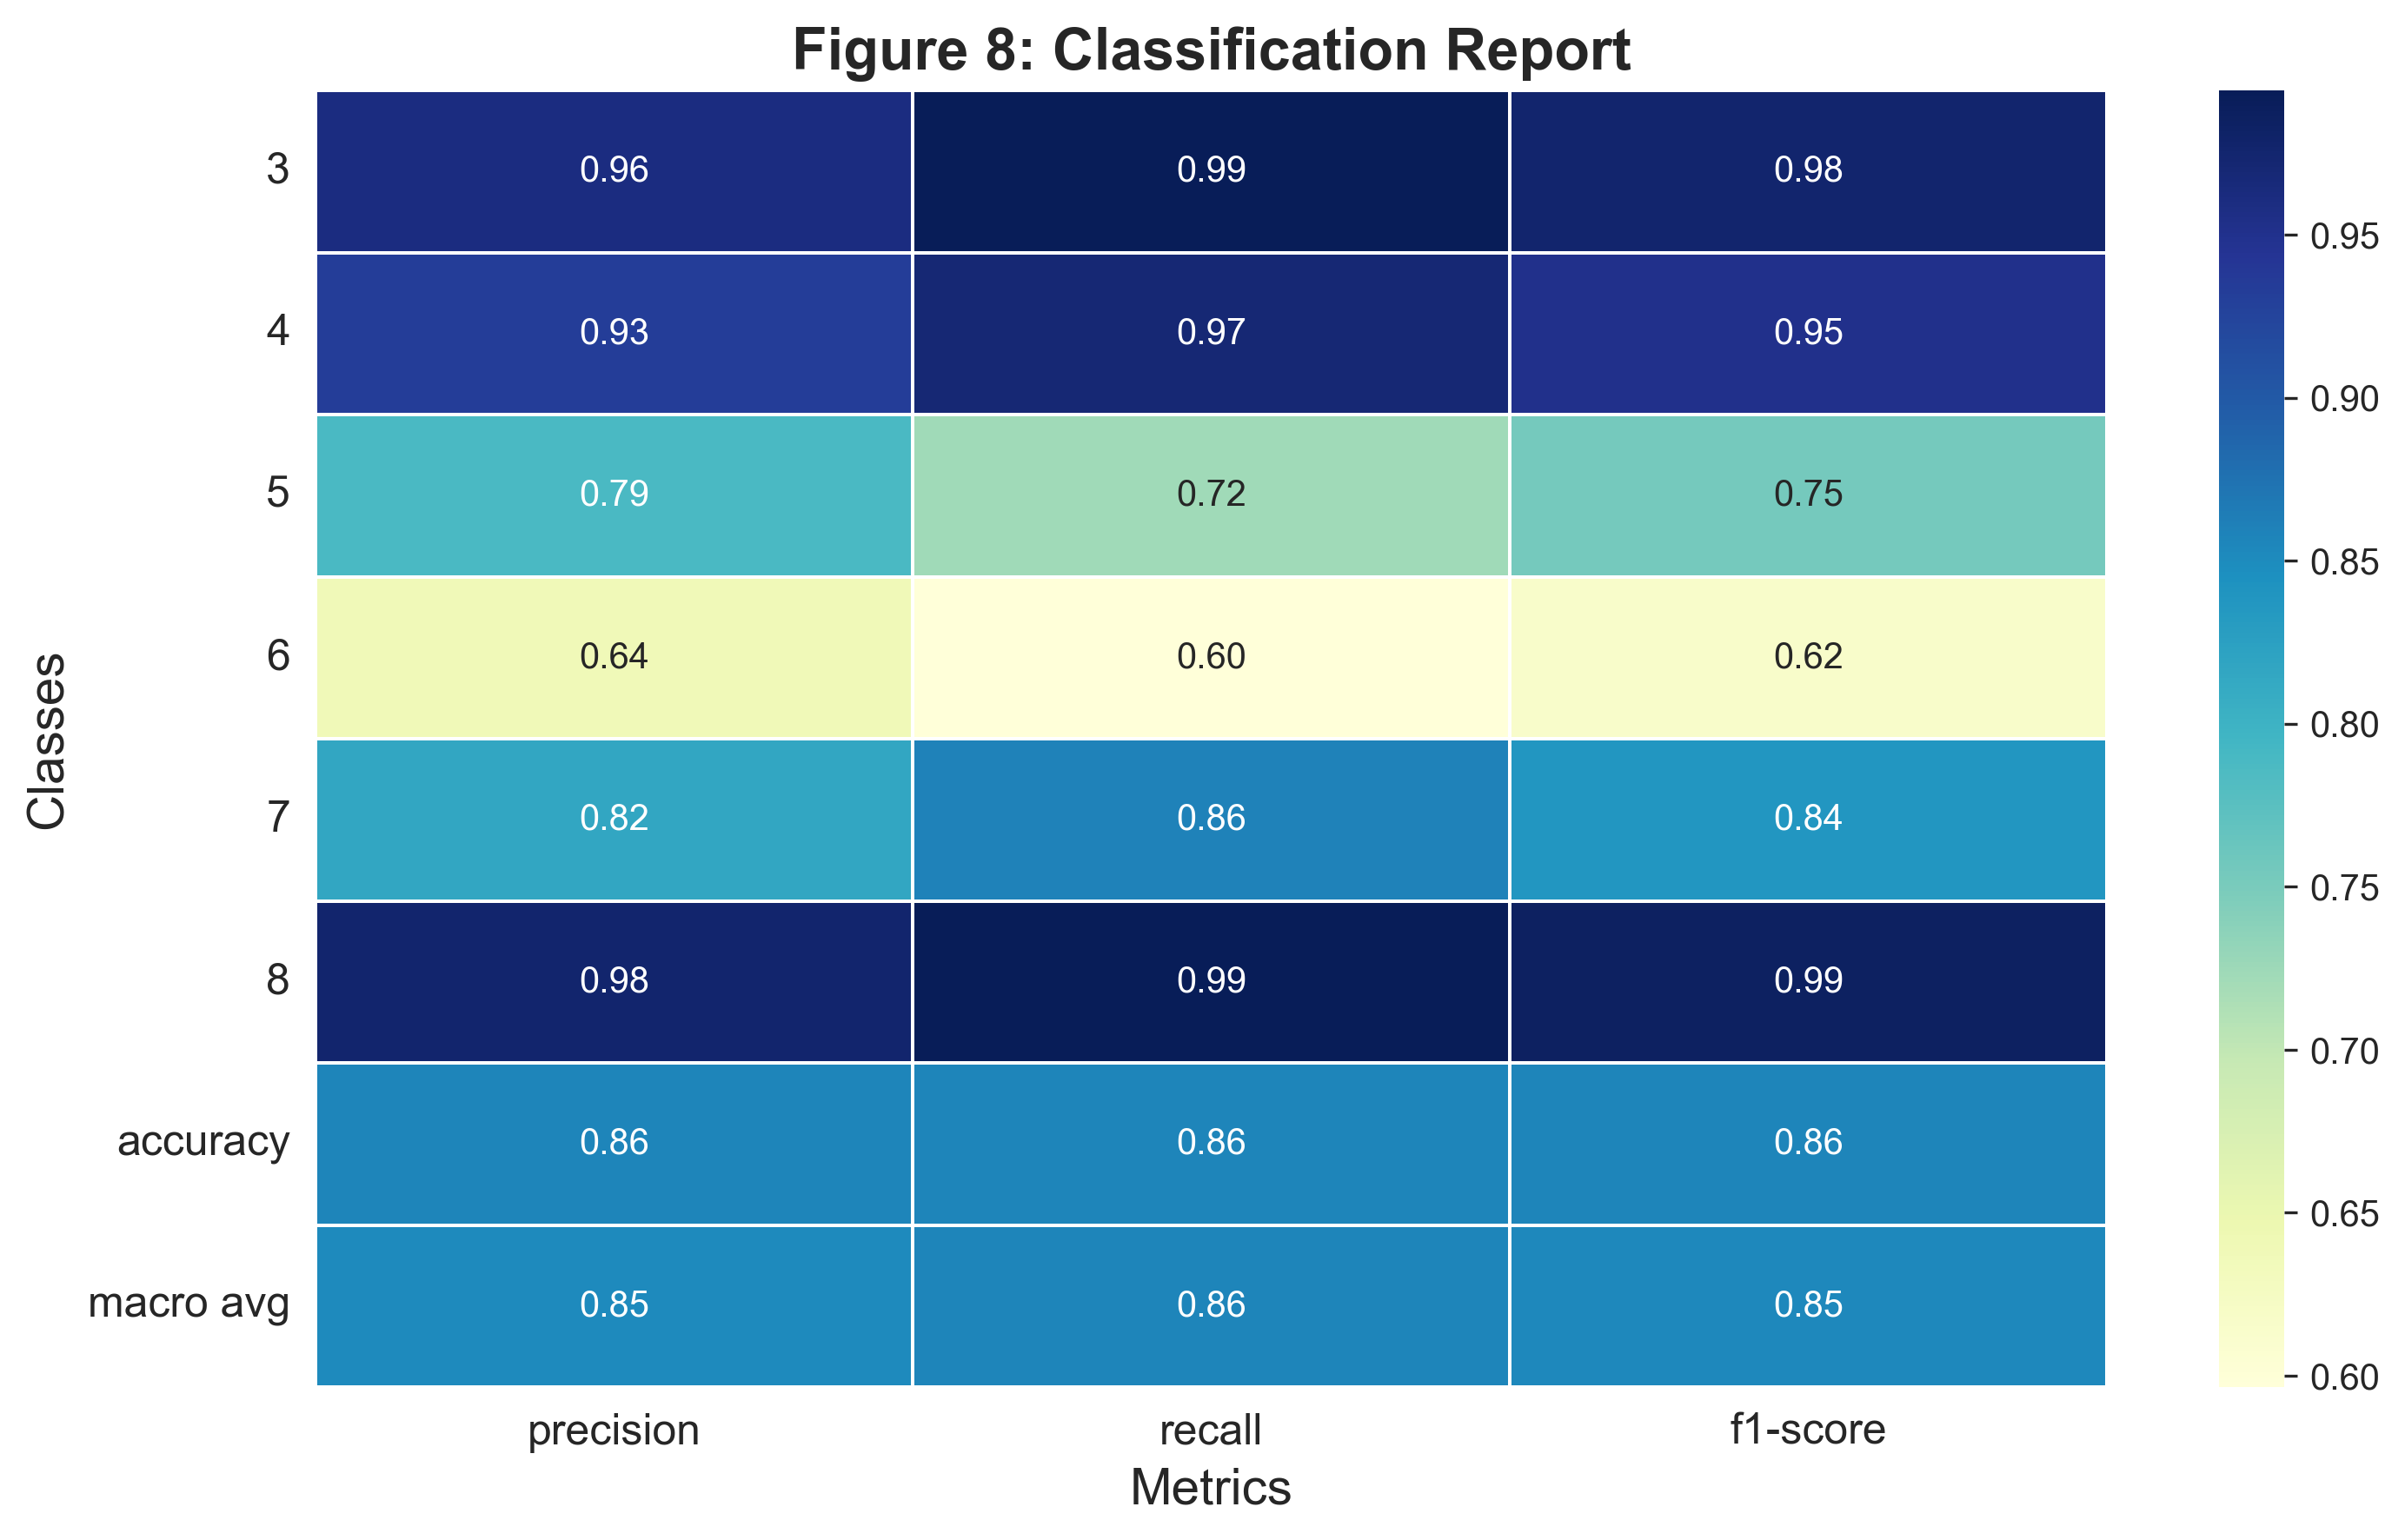 Figure 8: Classification Report
3 0.96 0.99 0.98
4 0.93 0.97 0.95
5 0.79 0.72 0.75
6 0.64 0.60 0.62
7 0.82 0.86 0.84
8 0.98 0.99 0.99
accuracy 0.86 0.86 0.86
macro avg 0.85 0.86 0.85
precision recall f1-score
Metrics
Classes
0.95
0.90
0.85
0.80
0.75
0.70
0.65
0.60